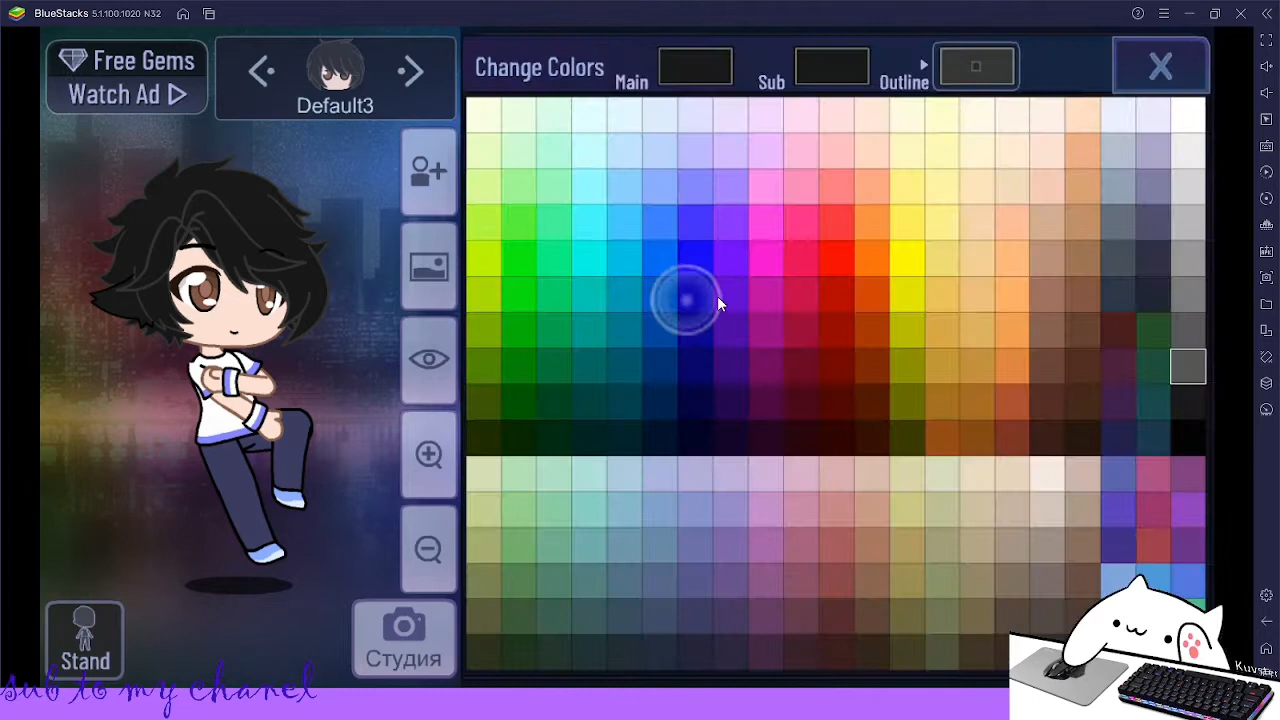 BlueStacks 5.1.100.1020 N32
Free Gems
Watch Ad
Default3
Change Colors
Main
Sub
Outline
X
Stand
Студия
sub to my chanel